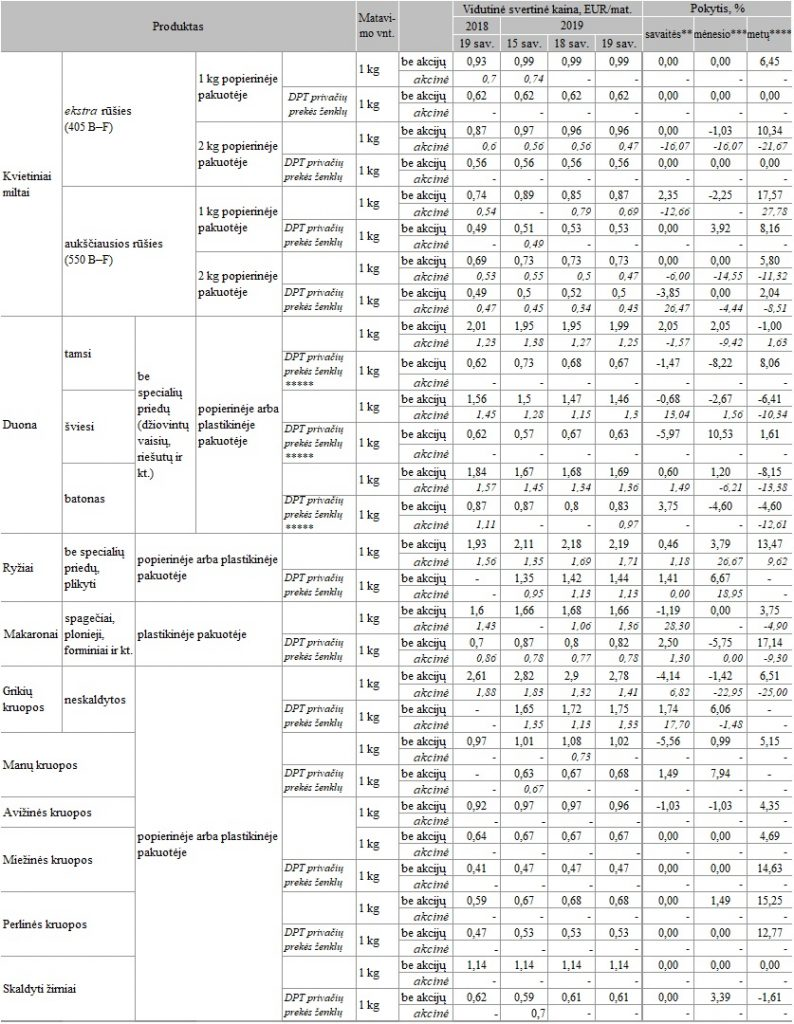 Produktas Matavi- Vidutinė svertinė kaina, EUR/mat. Pokytis, %
mo vnt. 2018 2019 savaitės** mėnesio*** metų****
19 sav. 15 sav. 18 sav. 19 sav.
Kvietiniai miltai ekstra rūšies (405 B–F) 1 kg popierinėje pakuotėje 1 kg be akcijų 0,93 0,99 0,99 0,99 0,00 0,00 6,45
akcinė 0,7 0,74 - - - - -
DPT privačių prekės ženklų 1 kg be akcijų 0,62 0,62 0,62 0,62 0,00 0,00 0,00
akcinė - - - - - - -
2 kg popierinėje pakuotėje 1 kg be akcijų 0,87 0,97 0,96 0,96 0,00 -1,03 10,34
akcinė 0,6 0,56 0,56 0,47 -16,07 -16,07 -21,67
DPT privačių prekės ženklų 1 kg be akcijų 0,56 0,56 0,56 0,56 0,00 0,00 0,00
akcinė - - - - - - -
aukščiausios rūšies (550 B–F) 1 kg popierinėje pakuotėje 1 kg be akcijų 0,74 0,89 0,85 0,87 2,35 -2,25 17,57
akcinė 0,54 - 0,79 0,69 -12,66 - 27,78
DPT privačių prekės ženklų 1 kg be akcijų 0,49 0,51 0,53 0,53 0,00 3,92 8,16
akcinė - 0,49 - - - - -
2 kg popierinėje pakuotėje 1 kg be akcijų 0,69 0,73 0,73 0,73 0,00 0,00 5,80
akcinė 0,53 0,55 0,5 0,47 -6,00 -14,55 -11,32
DPT privačių prekės ženklų 1 kg be akcijų 0,49 0,5 0,52 0,5 -3,85 0,00 2,04
akcinė 0,47 0,45 0,34 0,43 26,47 -4,44 -8,51
Duona tamsi be specialių priedų (džiovintų vaisių, riešutų ir kt.) popierinėje arba plastikinėje pakuotėje 1 kg be akcijų 2,01 1,95 1,95 1,99 2,05 2,05 -1,00
akcinė 1,23 1,38 1,27 1,25 -1,57 -9,42 1,63
DPT privačių prekės ženklų ***** 1 kg be akcijų 0,62 0,73 0,68 0,67 -1,47 -8,22 8,06
akcinė - - - - - - -
šviesi 1 kg be akcijų 1,56 1,5 1,47 1,46 -0,68 -2,67 -6,41
akcinė 1,45 1,28 1,15 1,3 13,04 1,56 -10,34
DPT privačių prekės ženklų ***** 1 kg be akcijų 0,62 0,57 0,67 0,63 -5,97 10,53 1,61
akcinė - - - - - - -
batonas 1 kg be akcijų 1,84 1,67 1,68 1,69 0,60 1,20 -8,15
akcinė 1,57 1,45 1,34 1,36 1,49 -6,21 -13,38
DPT privačių prekės ženklų ***** 1 kg be akcijų 0,87 0,87 0,8 0,83 3,75 -4,60 -4,60
akcinė 1,11 - - 0,97 - - -12,61
Ryžiai be specialių priedų, plikyti popierinėje arba plastikinėje pakuotėje 1 kg be akcijų 1,93 2,11 2,18 2,19 0,46 3,79 13,47
akcinė 1,56 1,35 1,69 1,71 1,18 26,67 9,62
DPT privačių prekės ženklų 1 kg be akcijų - 1,35 1,42 1,44 1,41 6,67 -
akcinė - 0,95 1,13 1,13 0,00 18,95 -
Makaronai spagečiai, plonieji, forminiai ir kt. plastikinėje pakuotėje 1 kg be akcijų 1,6 1,66 1,68 1,66 -1,19 0,00 3,75
akcinė 1,43 - 1,06 1,36 28,30 - -4,90
DPT privačių prekės ženklų 1 kg be akcijų 0,7 0,87 0,8 0,82 2,50 -5,75 17,14
akcinė 0,86 0,78 0,77 0,78 1,30 0,00 -9,30
Grikių kruopos neskaldytos popierinėje arba plastikinėje pakuotėje 1 kg be akcijų 2,61 2,82 2,9 2,78 -4,14 -1,42 6,51
akcinė 1,88 1,83 1,32 1,41 6,82 -22,95 -25,00
DPT privačių prekės ženklų 1 kg be akcijų - 1,65 1,72 1,75 1,74 6,06 -
akcinė - 1,35 1,13 1,33 17,70 -1,48 -
Manų kruopos 1 kg be akcijų 0,97 1,01 1,08 1,02 -5,56 0,99 5,15
akcinė - - 0,73 - - - -
DPT privačių prekės ženklų 1 kg be akcijų - 0,63 0,67 0,68 1,49 7,94 -
akcinė - 0,67 - - - - -
Avižinės kruopos 1 kg be akcijų 0,92 0,97 0,97 0,96 -1,03 -1,03 4,35
akcinė - - - - - - -
Miežinės kruopos 1 kg be akcijų 0,64 0,67 0,67 0,67 0,00 0,00 4,69
akcinė - - - - - - -
DPT privačių prekės ženklų 1 kg be akcijų 0,41 0,47 0,47 0,47 0,00 0,00 14,63
akcinė - - - - - - -
Perlinės kruopos 1 kg be akcijų 0,59 0,67 0,68 0,68 0,00 1,49 15,25
akcinė - - - - - - -
DPT privačių prekės ženklų 1 kg be akcijų 0,47 0,53 0,53 0,53 0,00 0,00 12,77
akcinė - - - - - - -
Skaldyti žirniai 1 kg be akcijų 1,14 1,14 1,14 1,14 0,00 0,00 0,00
akcinė - - - - - - -
DPT privačių prekės ženklų 1 kg be akcijų 0,62 0,59 0,61 0,61 0,00 3,39 -1,61
akcinė - 0,7 - - - - -